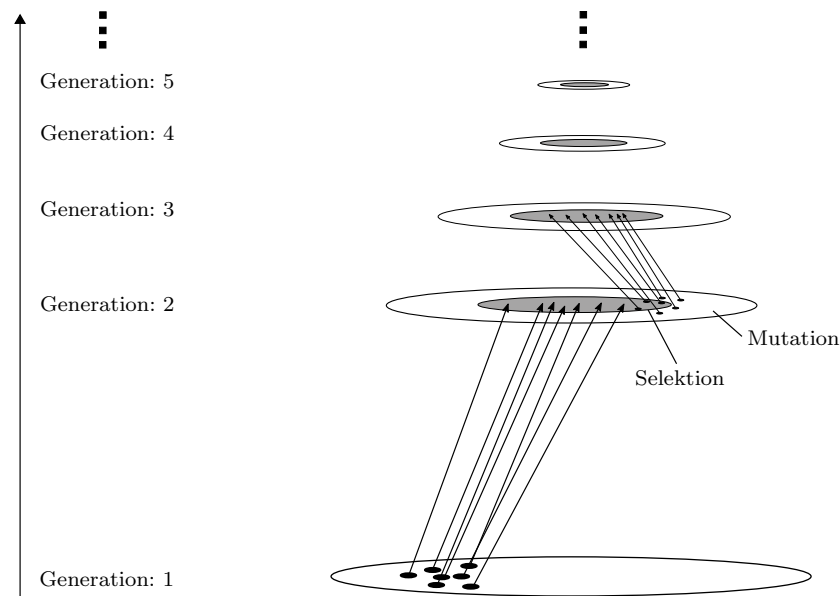 Generation: 5
Generation: 4
Generation: 3
Generation: 2
Mutation
Selektion
Generation: 1